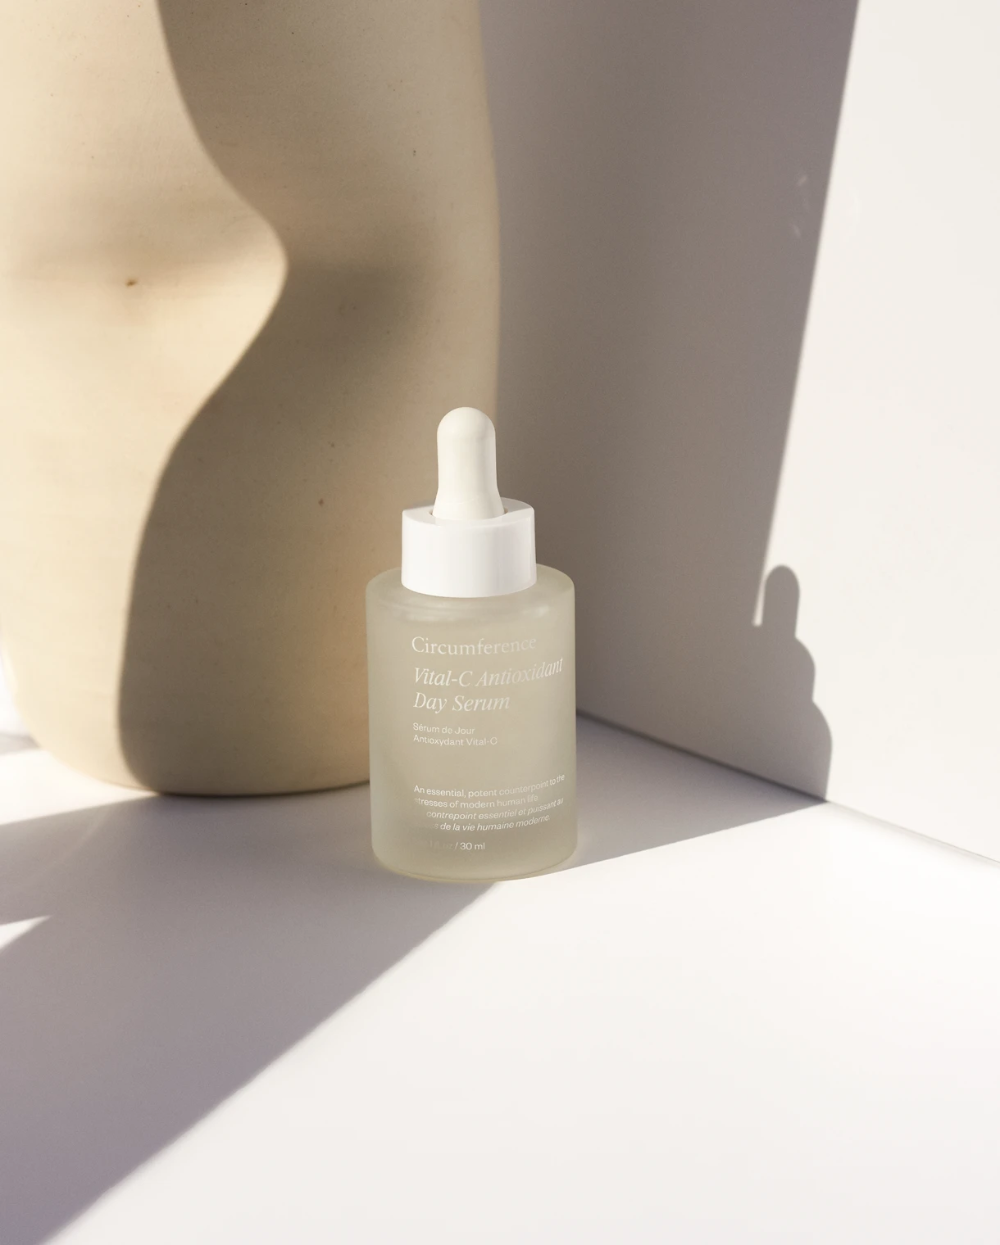 Circumference
Vital-C Antioxidant
Day Serum
Sérum de Jour
Antioxydant Vital-C
An essential, potent counterpoint to the
stresses of modern human life
contrepoint essentiel et puissant au
de la vie humaine moderne
/ 30 ml